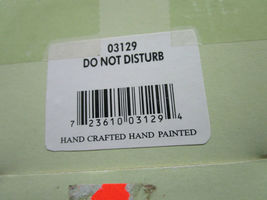 03129
DO NOT DISTURB
7 23610 03129 4
HAND CRAFTED HAND PAINTED